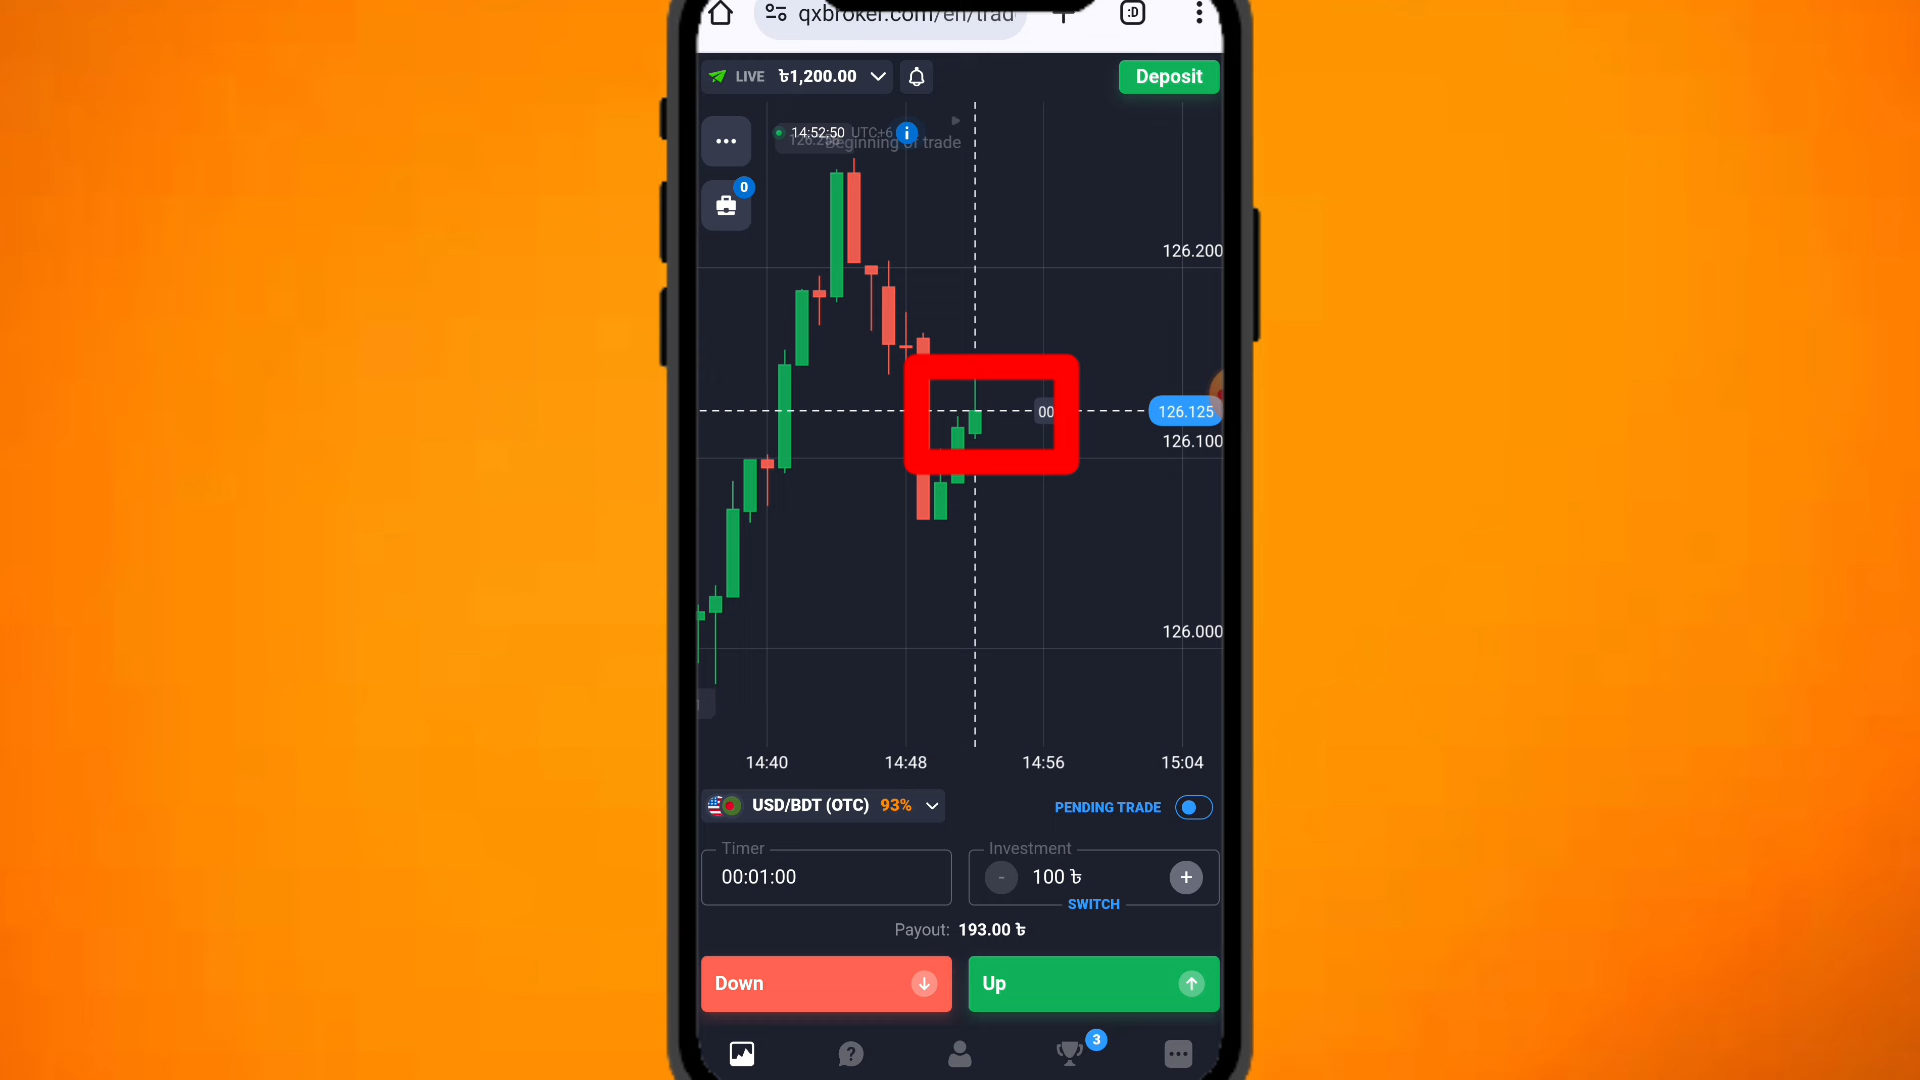 qxbroker.com/en/trad
:D
LIVE ৳1,200.00
Deposit
14:52:50 UTC+6
126.238
Beginning of trade
0
126.200
00
126.125
126.100
126.000
14:40 14:48 14:56 15:04
USD/BDT (OTC) 93%
PENDING TRADE
Timer
00:01:00
Investment
- 100 ৳ +
SWITCH
Payout: 193.00 ৳
Down
Up
3